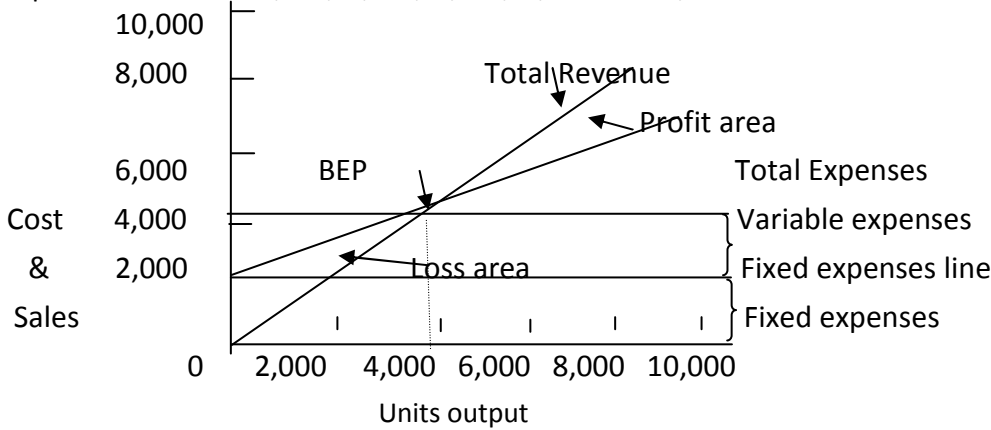 10,000
8,000
Total Revenue
Profit area
6,000
BEP
Total Expenses
Cost
4,000
Variable expenses
&
2,000
Loss area
Fixed expenses line
Sales
Fixed expenses
0 2,000 4,000 6,000 8,000 10,000
Units output